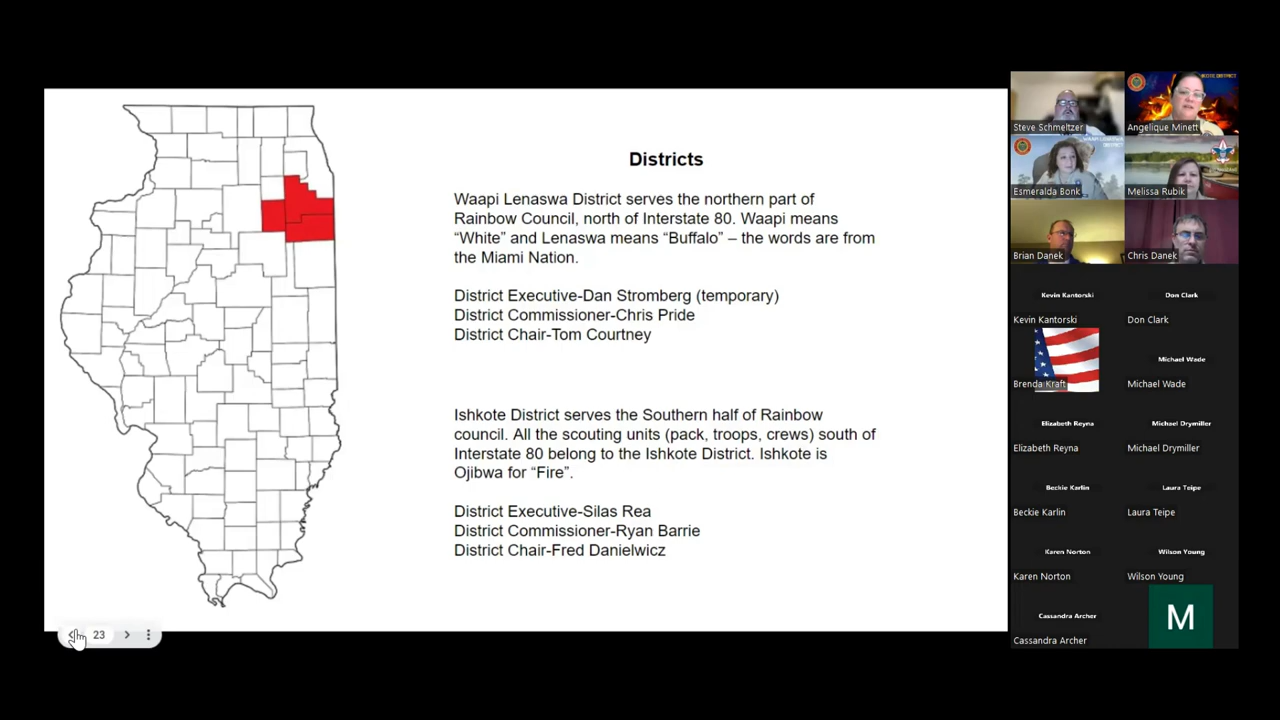 Districts
Waapi Lenaswa District serves the northern part of
Rainbow Council, north of Interstate 80. Waapi means
“White” and Lenaswa means “Buffalo” – the words are from
the Miami Nation.
District Executive-Dan Stromberg (temporary)
District Commissioner-Chris Pride
District Chair-Tom Courtney
Ishkote District serves the Southern half of Rainbow
council. All the scouting units (pack, troops, crews) south of
Interstate 80 belong to the Ishkote District. Ishkote is
Ojibwa for “Fire”.
District Executive-Silas Rea
District Commissioner-Ryan Barrie
District Chair-Fred Danielwicz
23
Steve Schmeltzer
Angelique Minett
Esmeralda Bonk
Melissa Rubik
Brian Danek
Chris Danek
Kevin Kantorski
Kevin Kantorski
Don Clark
Don Clark
Brenda Kraft
Michael Wade
Michael Wade
Elizabeth Reyna
Elizabeth Reyna
Michael Drymiller
Michael Drymiller
Beckie Karlin
Beckie Karlin
Laura Teipe
Laura Teipe
Karen Norton
Karen Norton
Wilson Young
Wilson Young
Cassandra Archer
Cassandra Archer
M